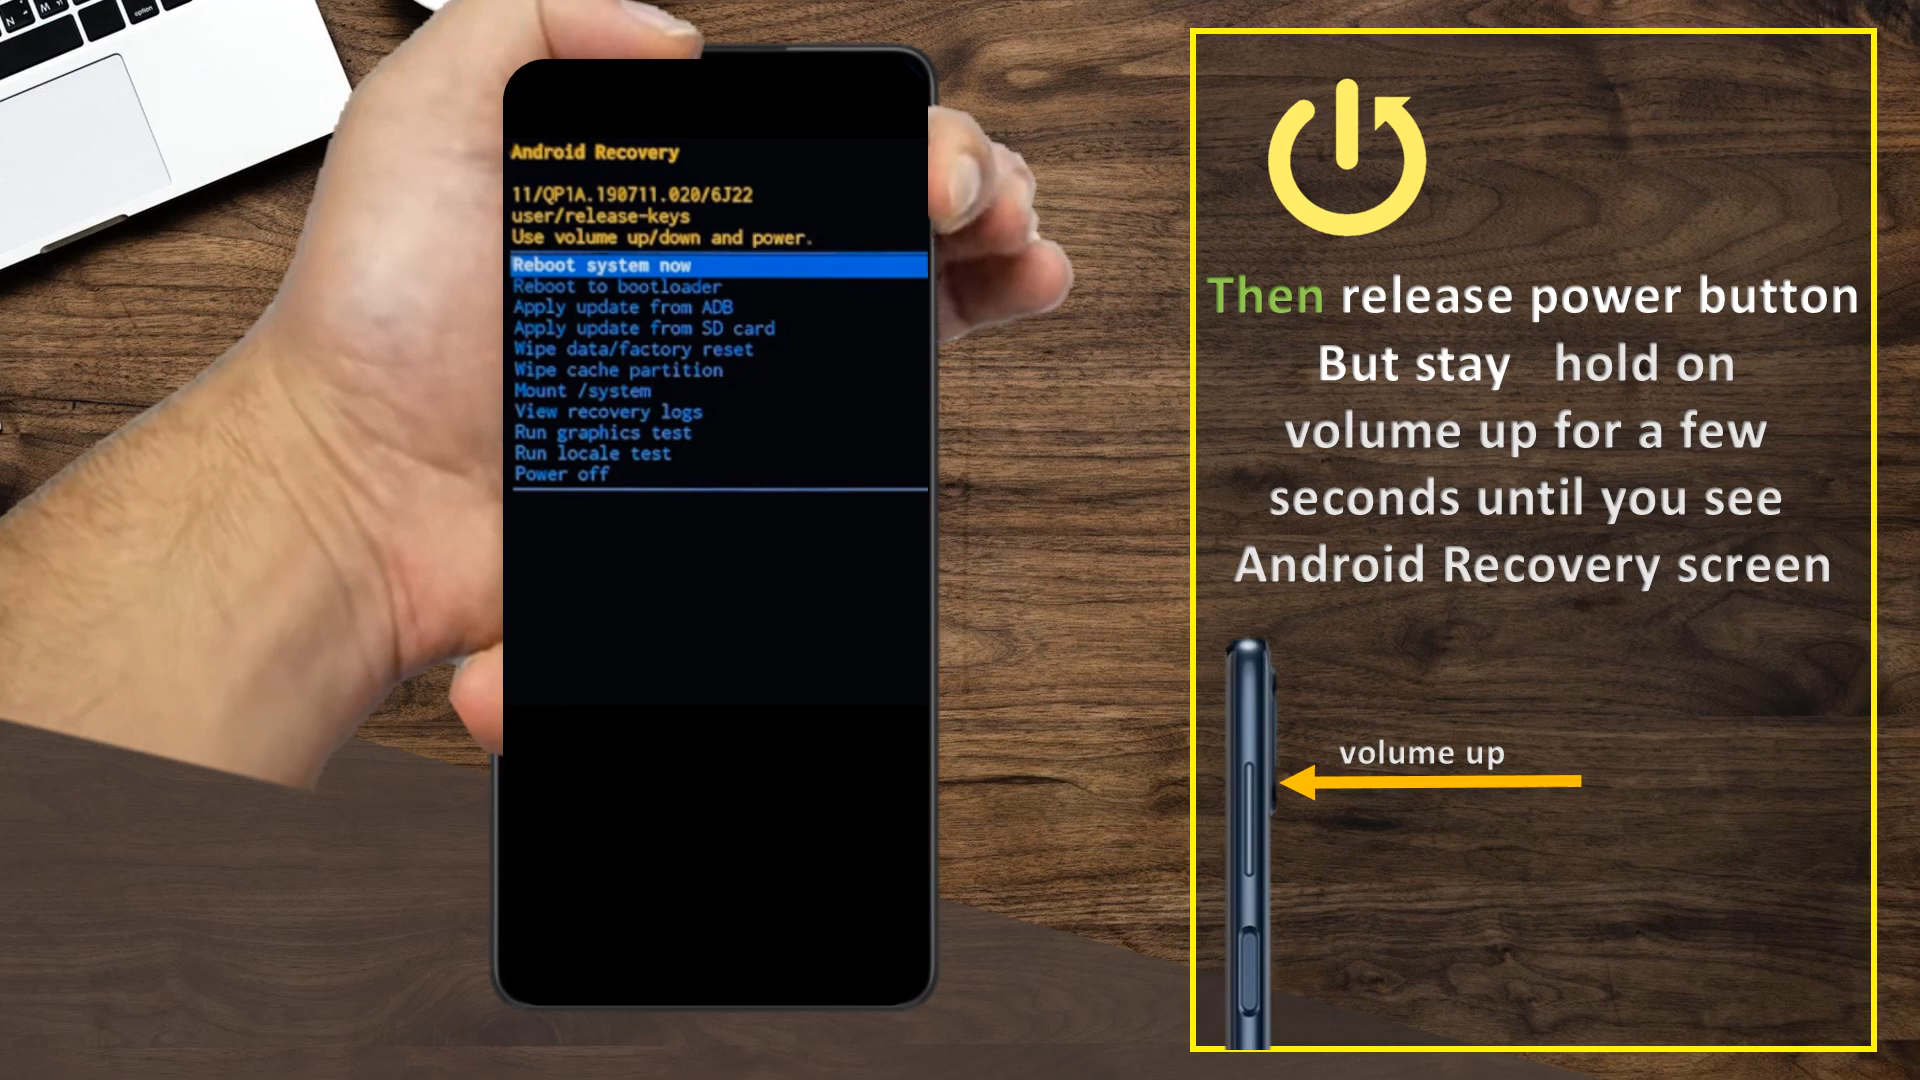 option
Android Recovery
11/QP1A.190711.020/6J22
user/release-keys
Use volume up/down and power.
Reboot system now
Reboot to bootloader
Apply update from ADB
Apply update from SD card
Wipe data/factory reset
Wipe cache partition
Mount /system
View recovery logs
Run graphics test
Run locale test
Power off
Then release power button
But stay hold on
volume up for a few
seconds until you see
Android Recovery screen
volume up